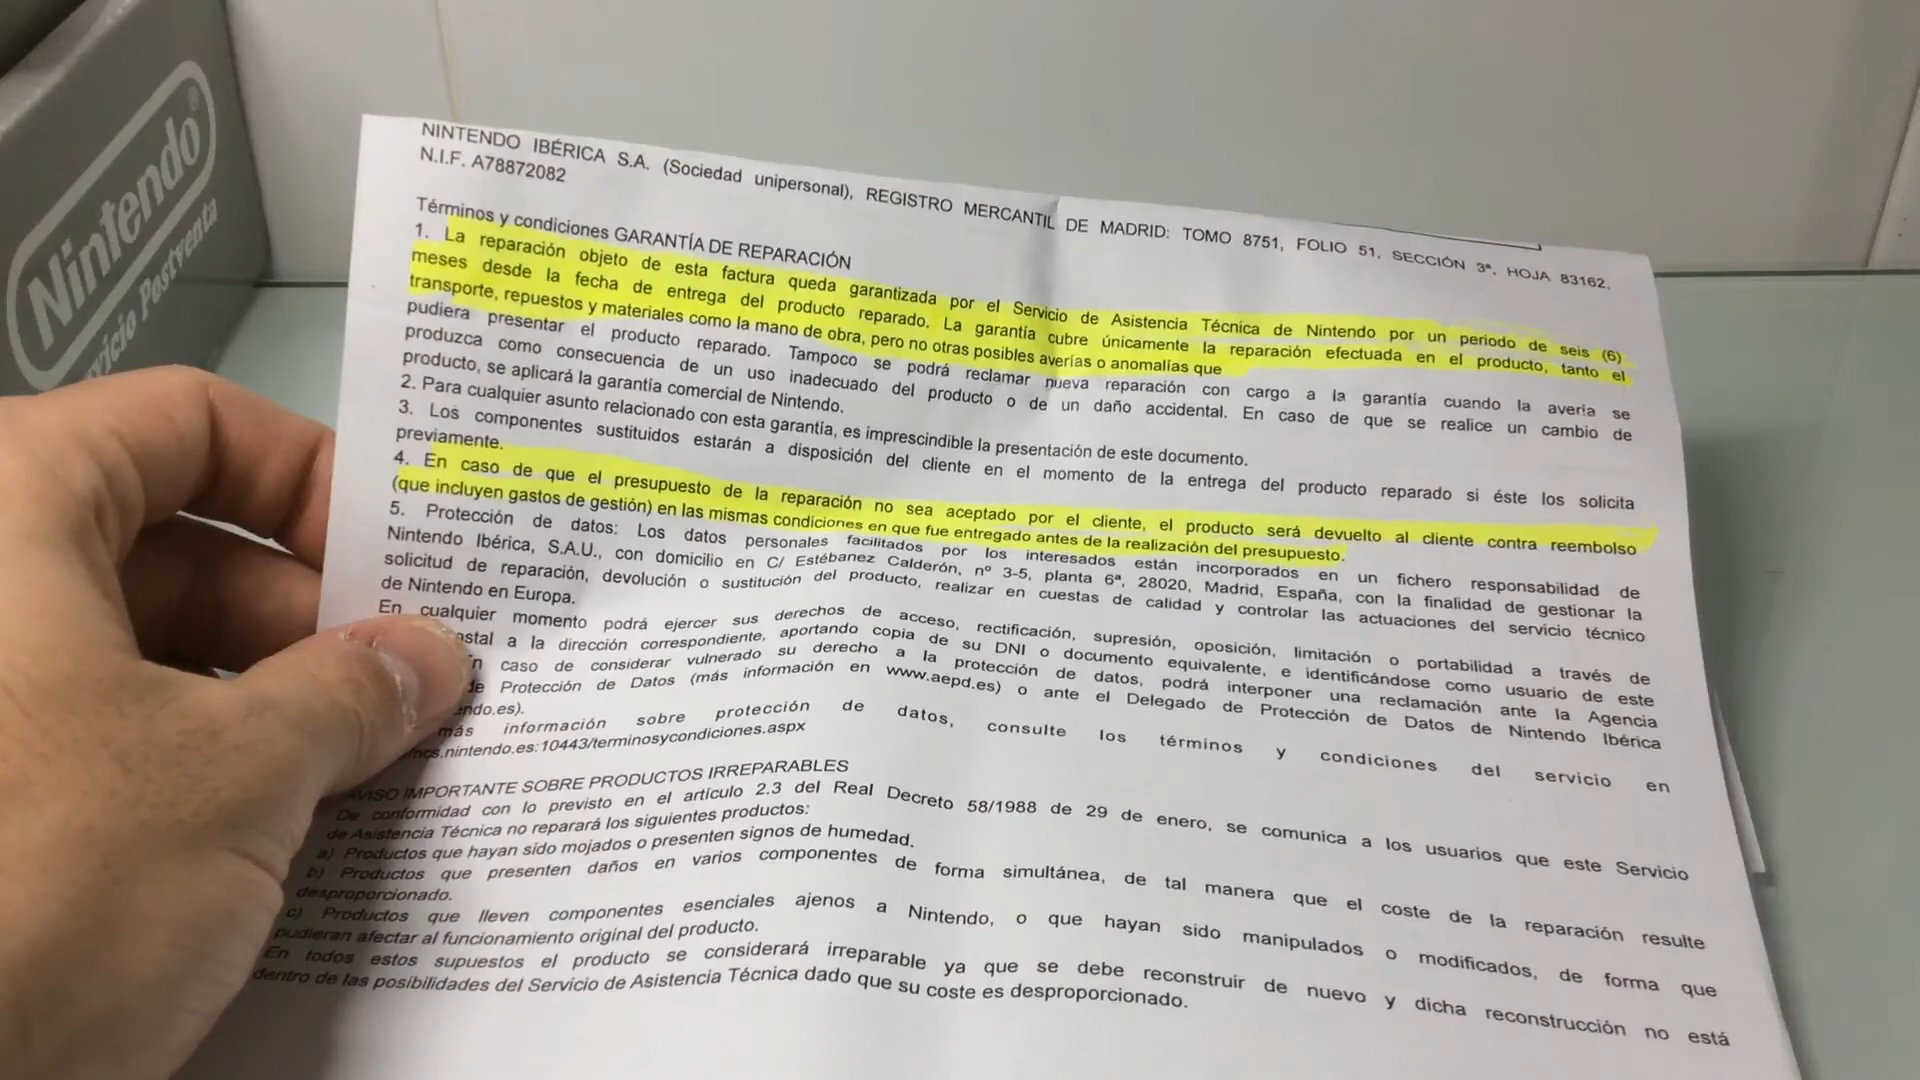 Nintendo®
Servicio Postventa
NINTENDO IBÉRICA S.A. (Sociedad unipersonal), REGISTRO MERCANTIL DE MADRID: TOMO 8751, FOLIO 51, SECCIÓN 3ª, HOJA 83162,
N.I.F. A78872082
Términos y condiciones GARANTÍA DE REPARACIÓN
1. La reparación objeto de esta factura queda garantizada por el Servicio de Asistencia Técnica de Nintendo por un periodo de seis (6)
meses desde la fecha de entrega del producto reparado. La garantía cubre únicamente la reparación efectuada en el producto, tanto el
transporte, repuestos y materiales como la mano de obra, pero no otras posibles averías o anomalías que
pudiera presentar el producto reparado. Tampoco se podrá reclamar nueva reparación con cargo a la garantía cuando la avería se
produzca como consecuencia de un uso inadecuado del producto o de un daño accidental. En caso de que se realice un cambio de
producto, se aplicará la garantía comercial de Nintendo.
2. Para cualquier asunto relacionado con esta garantía, es imprescindible la presentación de este documento.
3. Los componentes sustituidos estarán a disposición del cliente en el momento de la entrega del producto reparado si éste los solicita
previamente.
4. En caso de que el presupuesto de la reparación no sea aceptado por el cliente, el producto será devuelto al cliente contra reembolso
(que incluyen gastos de gestión) en las mismas condiciones en que fue entregado antes de la realización del presupuesto.
5. Protección de datos: Los datos personales facilitados por los interesados están incorporados en un fichero responsabilidad de
Nintendo Ibérica, S.A.U., con domicilio en C/ Estébanez Calderón, nº 3-5, planta 6ª, 28020, Madrid, España, con la finalidad de gestionar la
solicitud de reparación, devolución o sustitución del producto, realizar en cuestas de calidad y controlar las actuaciones del servicio técnico
de Nintendo en Europa.
En cualquier momento podrá ejercer sus derechos de acceso, rectificación, supresión, oposición, limitación o portabilidad a través de
ostal a la dirección correspondiente, aportando copia de su DNI o documento equivalente, e identificándose como usuario de este
n caso de considerar vulnerado su derecho a la protección de datos, podrá interponer una reclamación ante la Agencia
de Protección de Datos (más información en www.aepd.es) o ante el Delegado de Protección de Datos de Nintendo Ibérica
endo.es).
más información sobre protección de datos, consulte los términos y condiciones del servicio en
mcs.nintendo.es:10443/terminosycondiciones.aspx
AVISO IMPORTANTE SOBRE PRODUCTOS IRREPARABLES
De conformidad con lo previsto en el artículo 2.3 del Real Decreto 58/1988 de 29 de enero, se comunica a los usuarios que este Servicio
de Asistencia Técnica no reparará los siguientes productos:
a) Productos que hayan sido mojados o presenten signos de humedad.
b) Productos que presenten daños en varios componentes de forma simultánea, de tal manera que el coste de la reparación resulte
desproporcionado.
c) Productos que lleven componentes esenciales ajenos a Nintendo, o que hayan sido manipulados o modificados, de forma que
pudieran afectar al funcionamiento original del producto.
En todos estos supuestos el producto se considerará irreparable ya que se debe reconstruir de nuevo y dicha reconstrucción no está
dentro de las posibilidades del Servicio de Asistencia Técnica dado que su coste es desproporcionado.